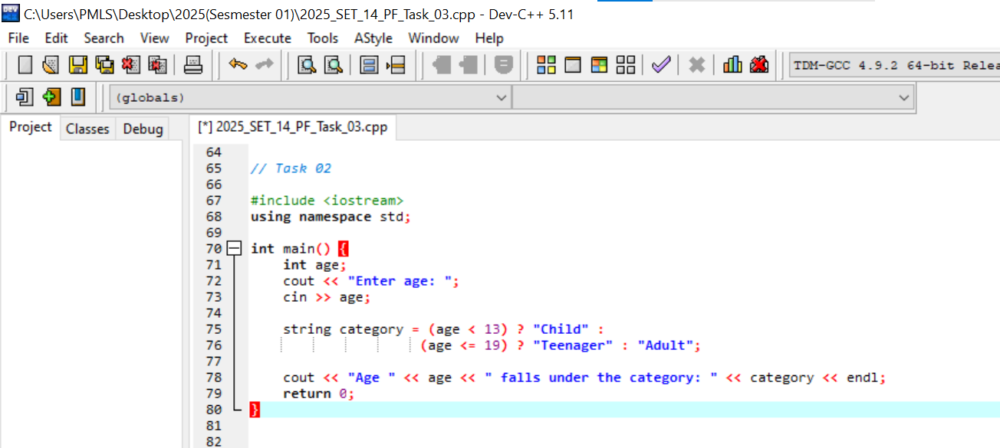 C:\Users\PMLS\Desktop\2025(Sesmester 01)\2025_SET_14_PF_Task_03.cpp - Dev-C++ 5.11
File Edit Search View Project Execute Tools AStyle Window Help
TDM-GCC 4.9.2 64-bit Relea
(globals)
Project Classes Debug [*] 2025_SET_14_PF_Task_03.cpp
64
65 // Task 02
66
67 #include <iostream>
68 using namespace std;
69
70 int main() {
71     int age;
72     cout << "Enter age: ";
73     cin >> age;
74
75     string category = (age < 13) ? "Child" :
76                      (age <= 19) ? "Teenager" : "Adult";
77
78     cout << "Age " << age << " falls under the category: " << category << endl;
79     return 0;
80 }
81
82